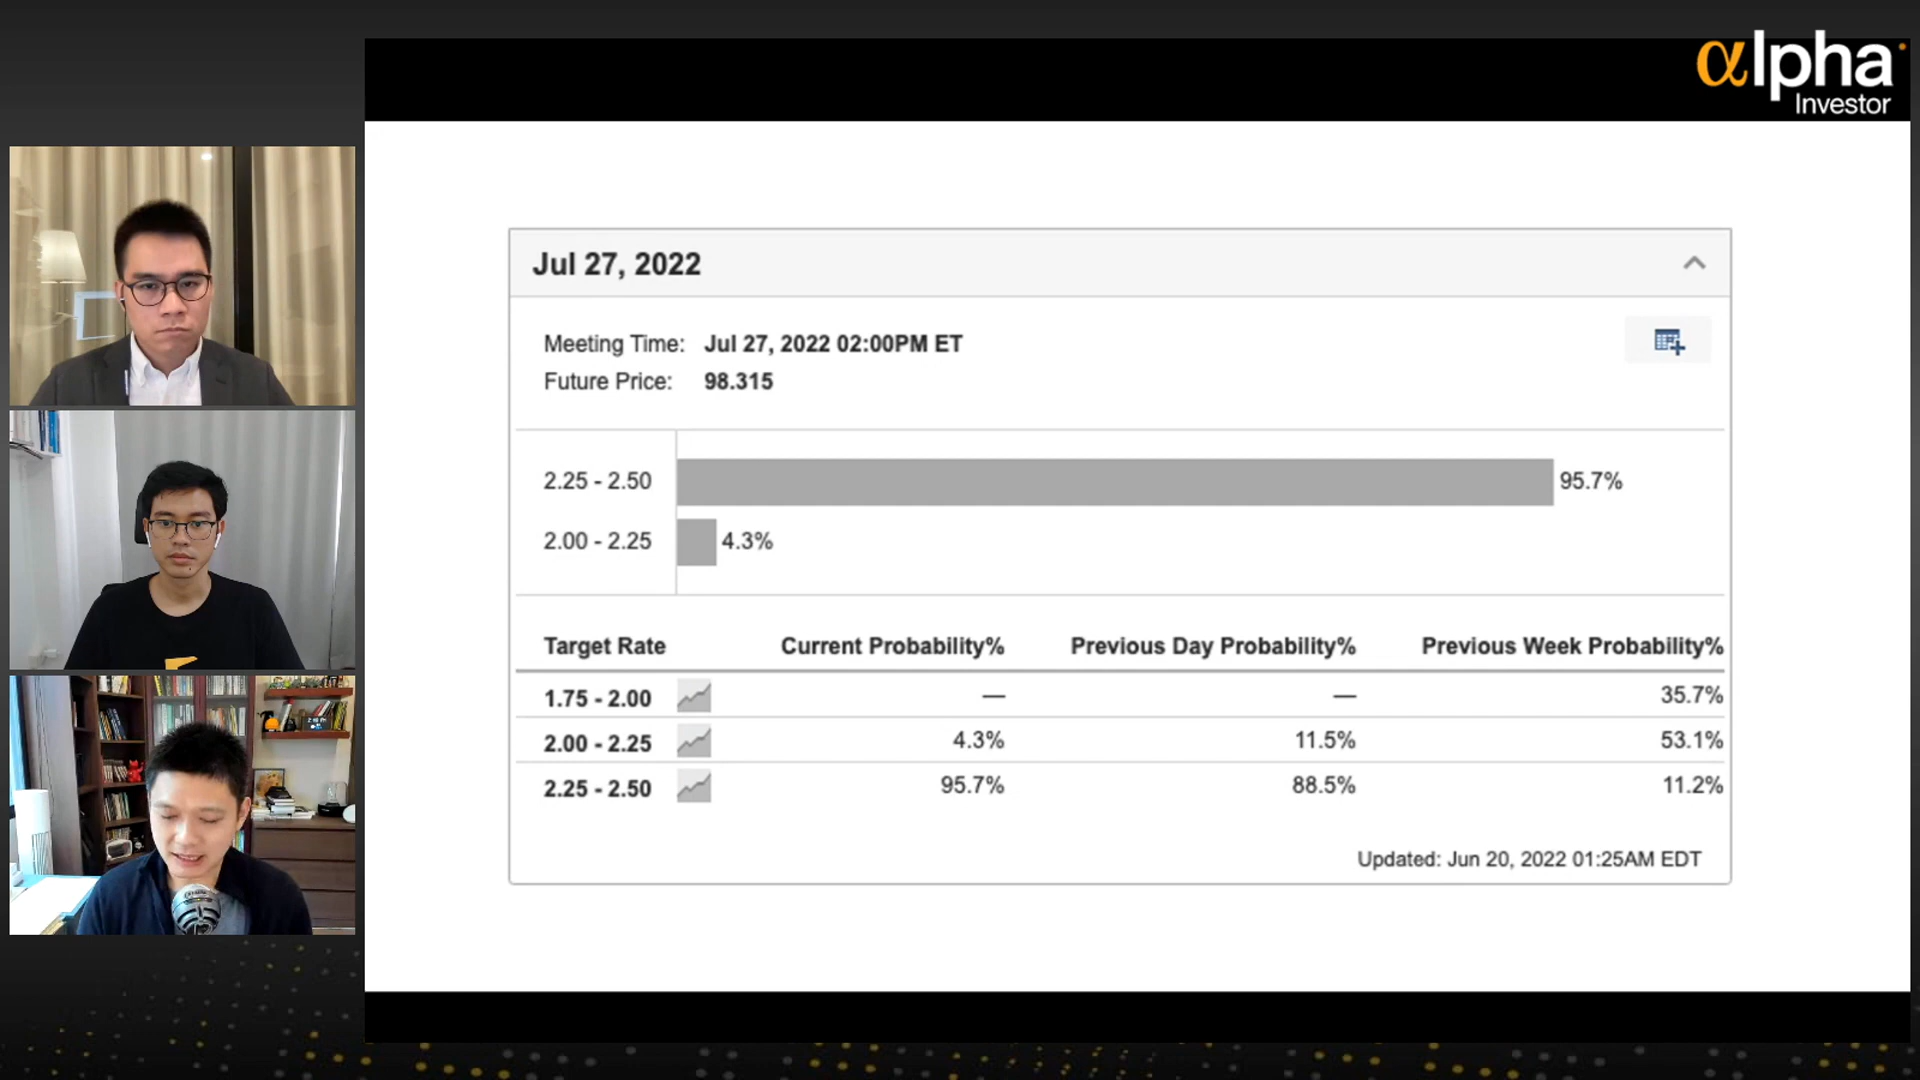 αlpha
Investor
Jul 27, 2022
Meeting Time: Jul 27, 2022 02:00PM ET
Future Price: 98.315
2.25 - 2.50 95.7%
2.00 - 2.25 4.3%
Target Rate Current Probability% Previous Day Probability% Previous Week Probability%
1.75 - 2.00 — — 35.7%
2.00 - 2.25 4.3% 11.5% 53.1%
2.25 - 2.50 95.7% 88.5% 11.2%
Updated: Jun 20, 2022 01:25AM EDT